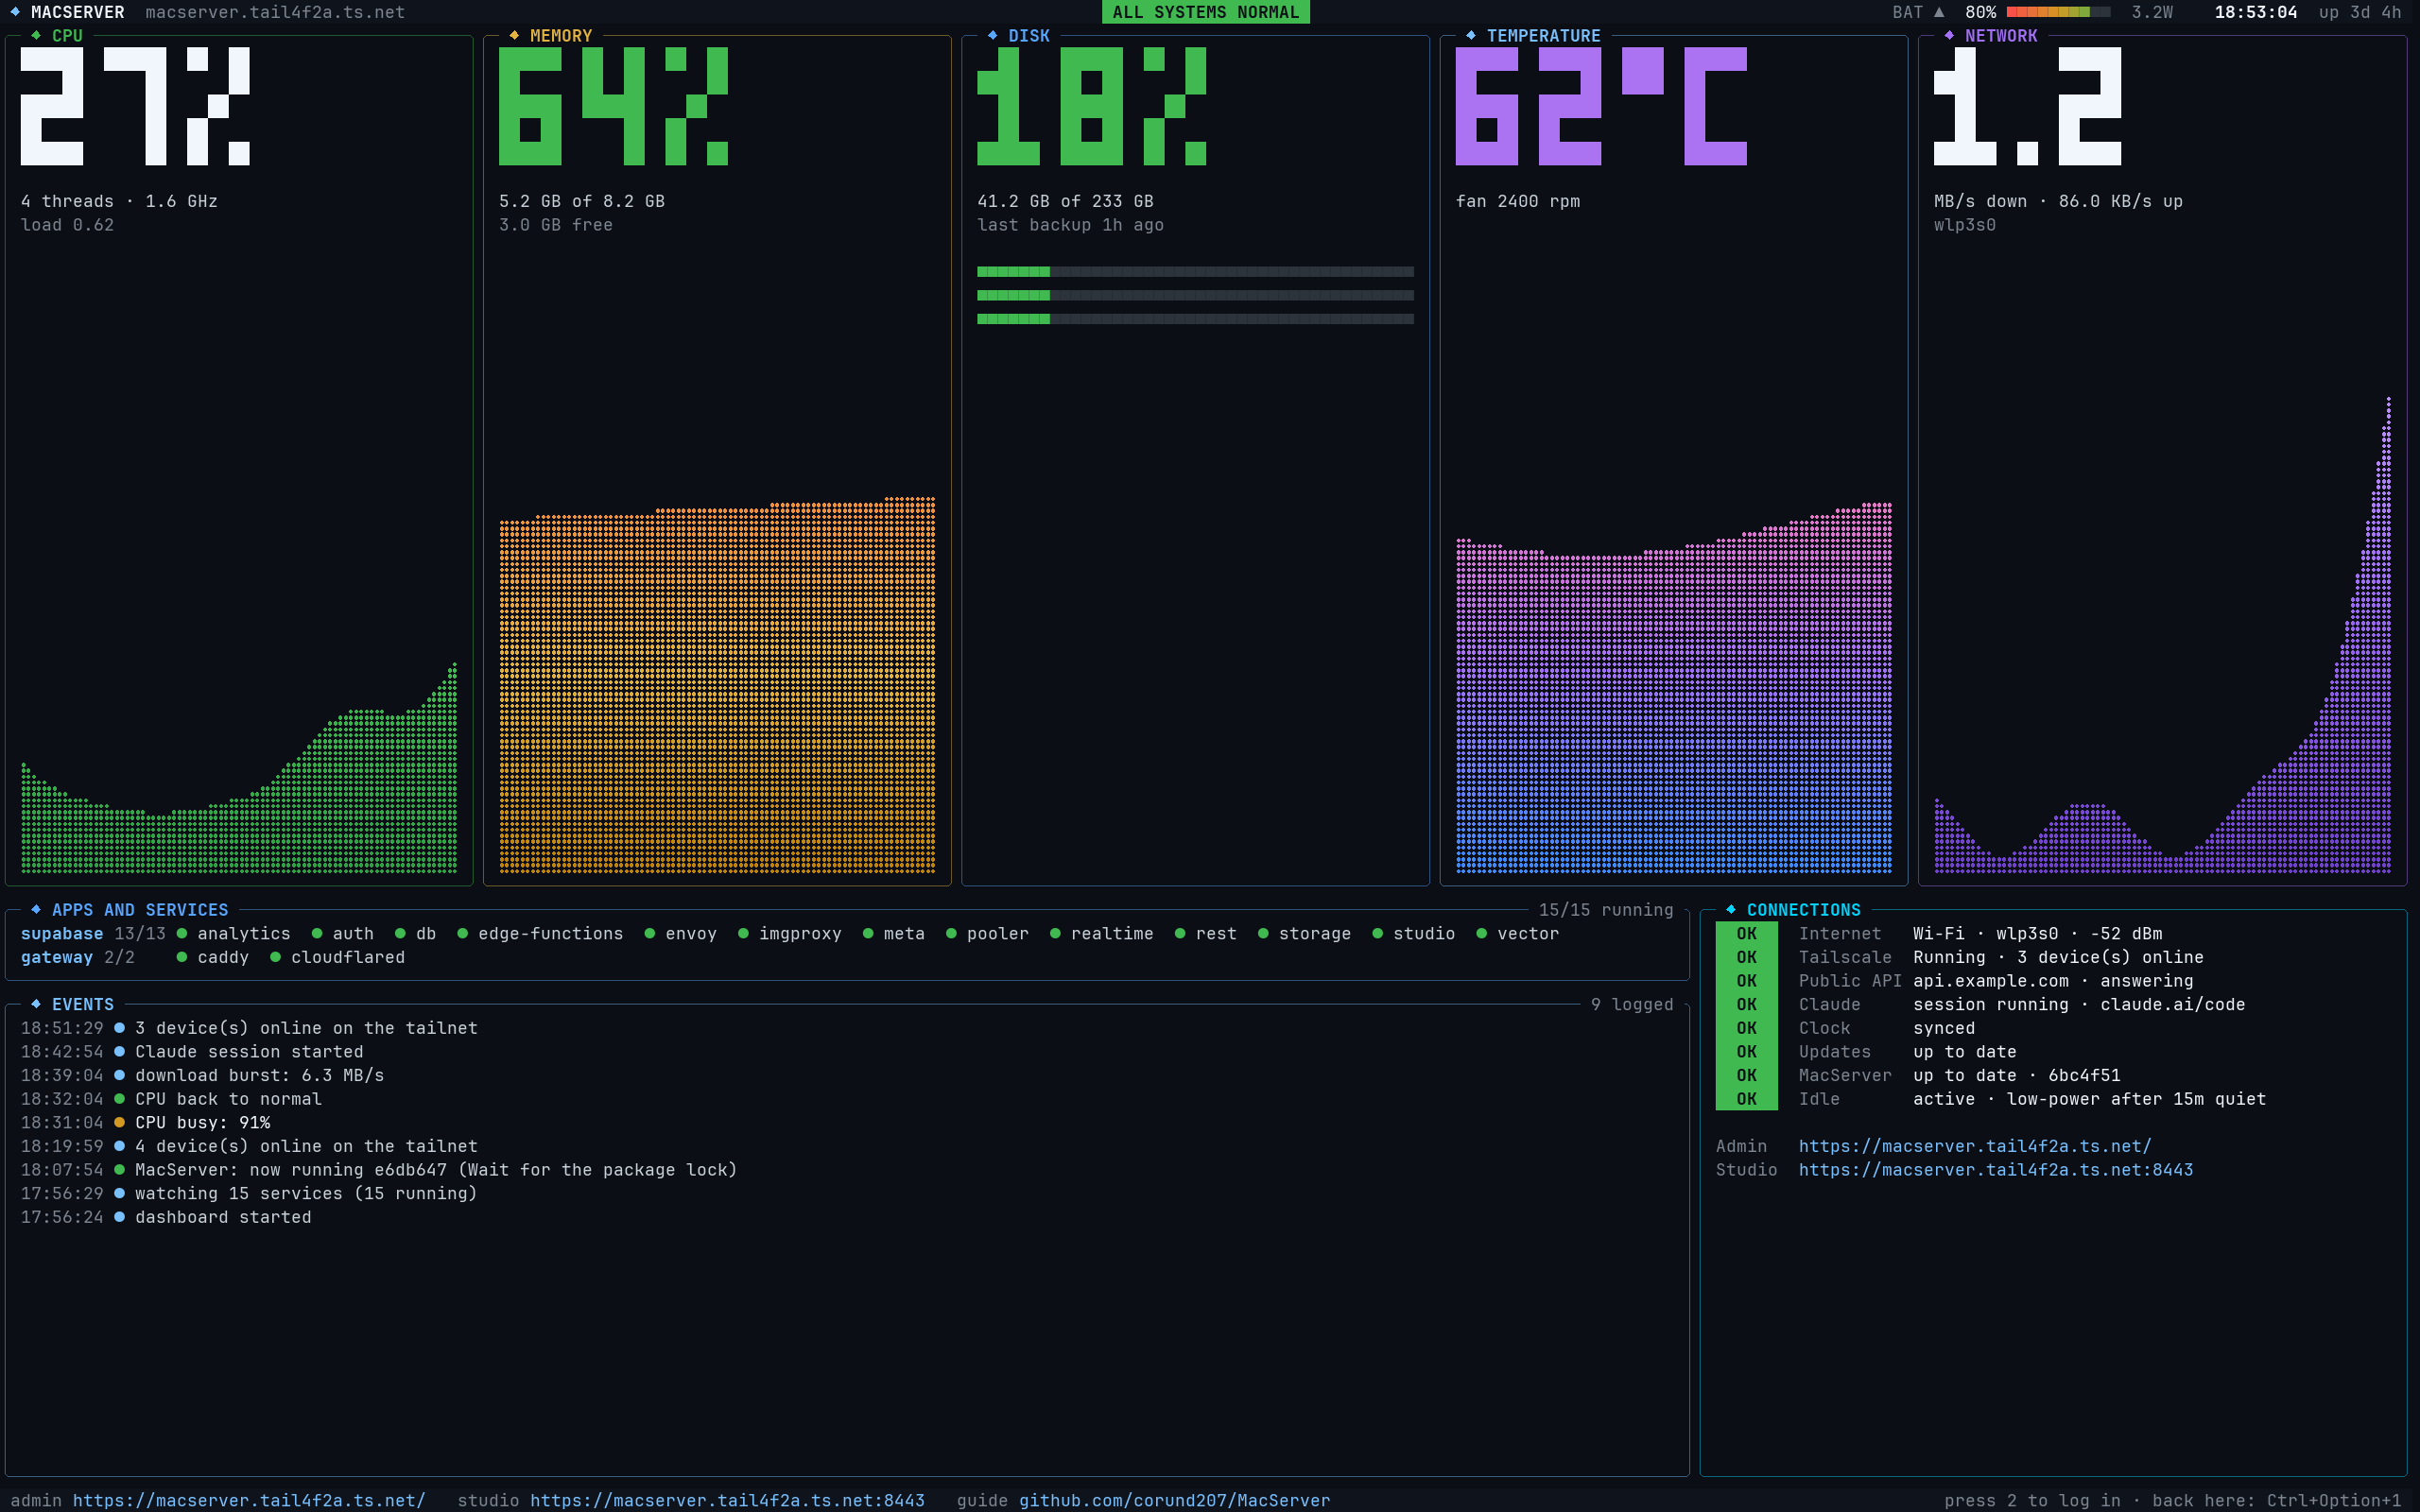 ◆ MACSERVER macserver.tail4f2a.ts.net ALL SYSTEMS NORMAL BAT ▲ 80% 3.2W 18:53:04 up 3d 4h
◆ CPU
27%
4 threads · 1.6 GHz
load 0.62
◆ MEMORY
64%
5.2 GB of 8.2 GB
3.0 GB free
◆ DISK
18%
41.2 GB of 233 GB
last backup 1h ago
◆ TEMPERATURE
62°C
fan 2400 rpm
◆ NETWORK
1.2
MB/s down · 86.0 KB/s up
wlp3s0
◆ APPS AND SERVICES 15/15 running
supabase 13/13 ● analytics ● auth ● db ● edge-functions ● envoy ● imgproxy ● meta ● pooler ● realtime ● rest ● storage ● studio ● vector
gateway 2/2 ● caddy ● cloudflared
◆ EVENTS 9 logged
18:51:29 ● 3 device(s) online on the tailnet
18:42:54 ● Claude session started
18:39:04 ● download burst: 6.3 MB/s
18:32:04 ● CPU back to normal
18:31:04 ● CPU busy: 91%
18:19:59 ● 4 device(s) online on the tailnet
18:07:54 ● MacServer: now running e6db647 (Wait for the package lock)
17:56:29 ● watching 15 services (15 running)
17:56:24 ● dashboard started
◆ CONNECTIONS
OK Internet Wi-Fi · wlp3s0 · -52 dBm
OK Tailscale Running · 3 device(s) online
OK Public API api.example.com · answering
OK Claude session running · claude.ai/code
OK Clock synced
OK Updates up to date
OK MacServer up to date · 6bc4f51
OK Idle active · low-power after 15m quiet
Admin https://macserver.tail4f2a.ts.net/
Studio https://macserver.tail4f2a.ts.net:8443
admin https://macserver.tail4f2a.ts.net/ studio https://macserver.tail4f2a.ts.net:8443 guide github.com/corund207/MacServer press 2 to log in · back here: Ctrl+Option+1